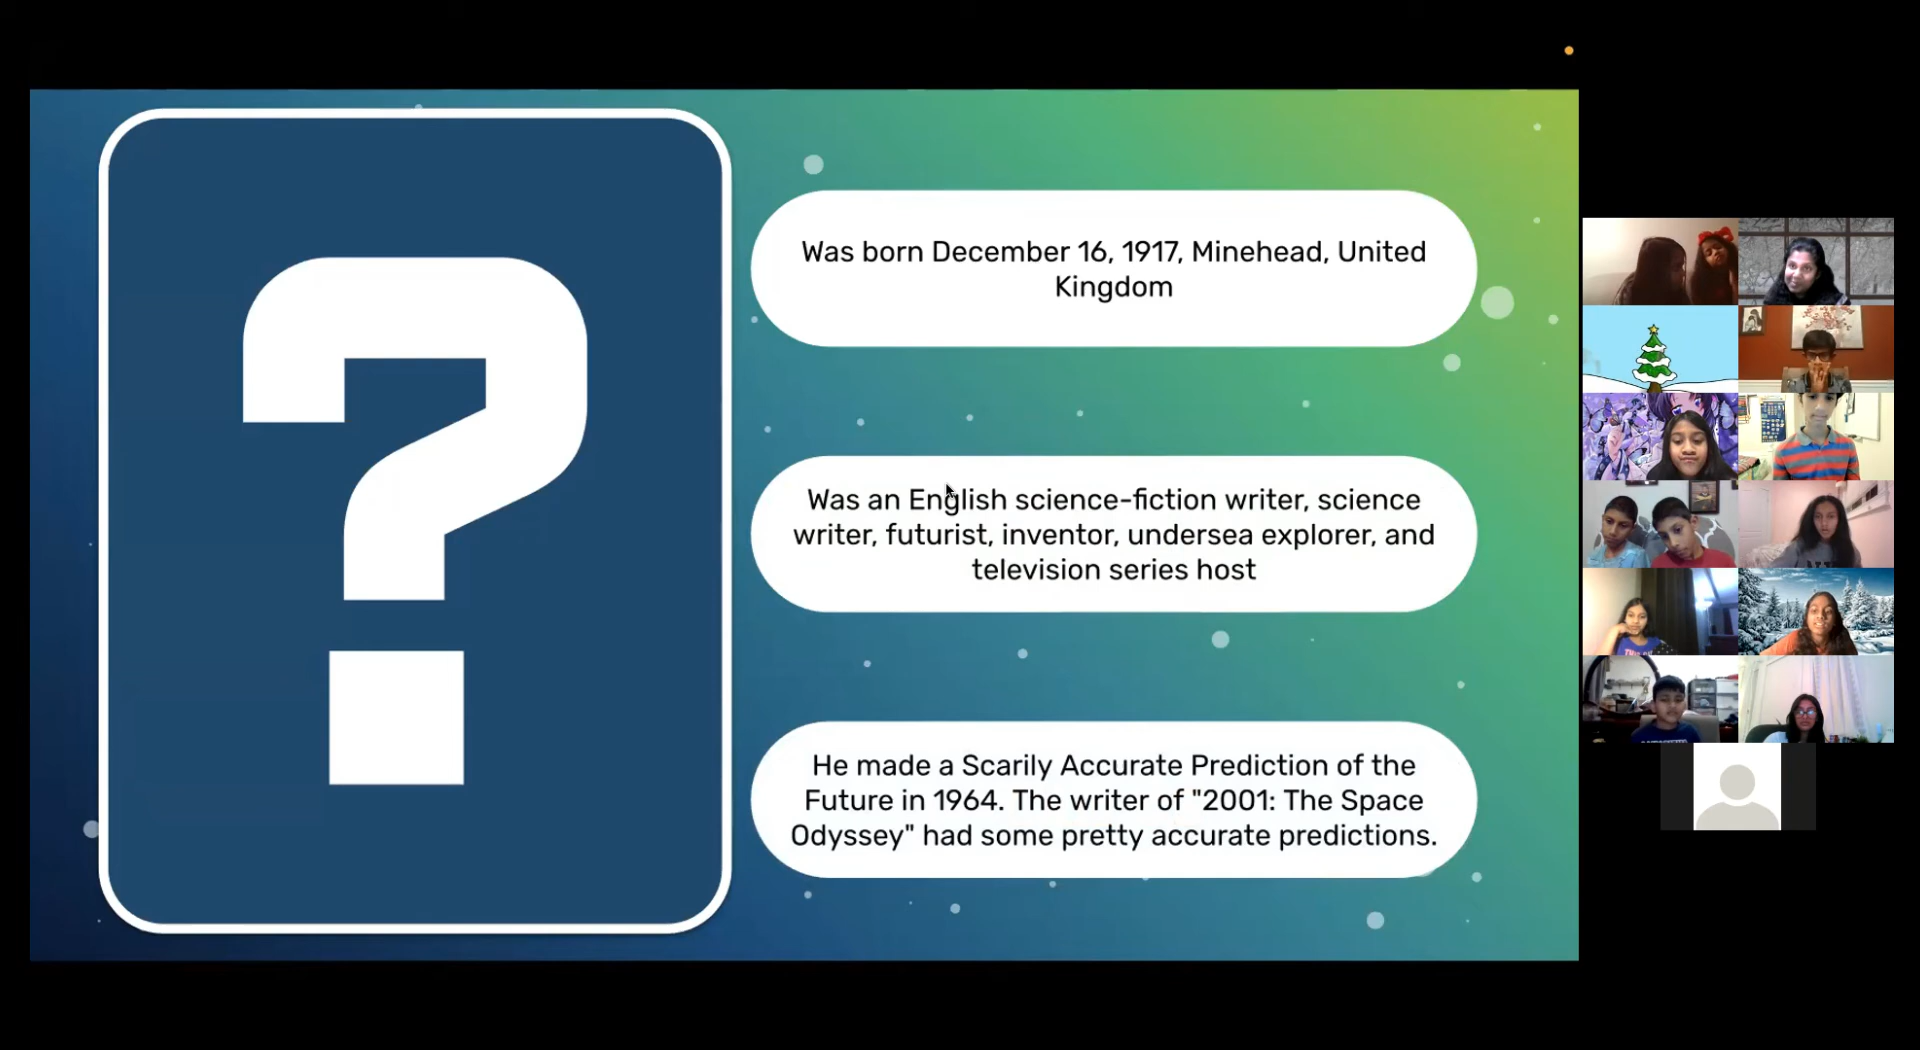 Was born December 16, 1917, Minehead, United
Kingdom
Was an English science-fiction writer, science
writer, futurist, inventor, undersea explorer, and
television series host
He made a Scarily Accurate Prediction of the
Future in 1964. The writer of "2001: The Space
Odyssey" had some pretty accurate predictions.